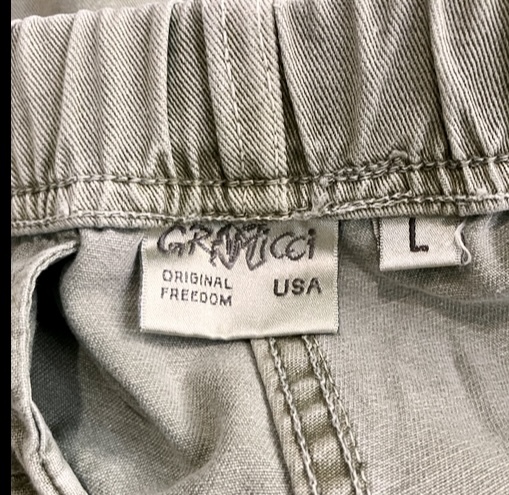 GRAMICCi
ORIGINAL
FREEDOM
USA
L